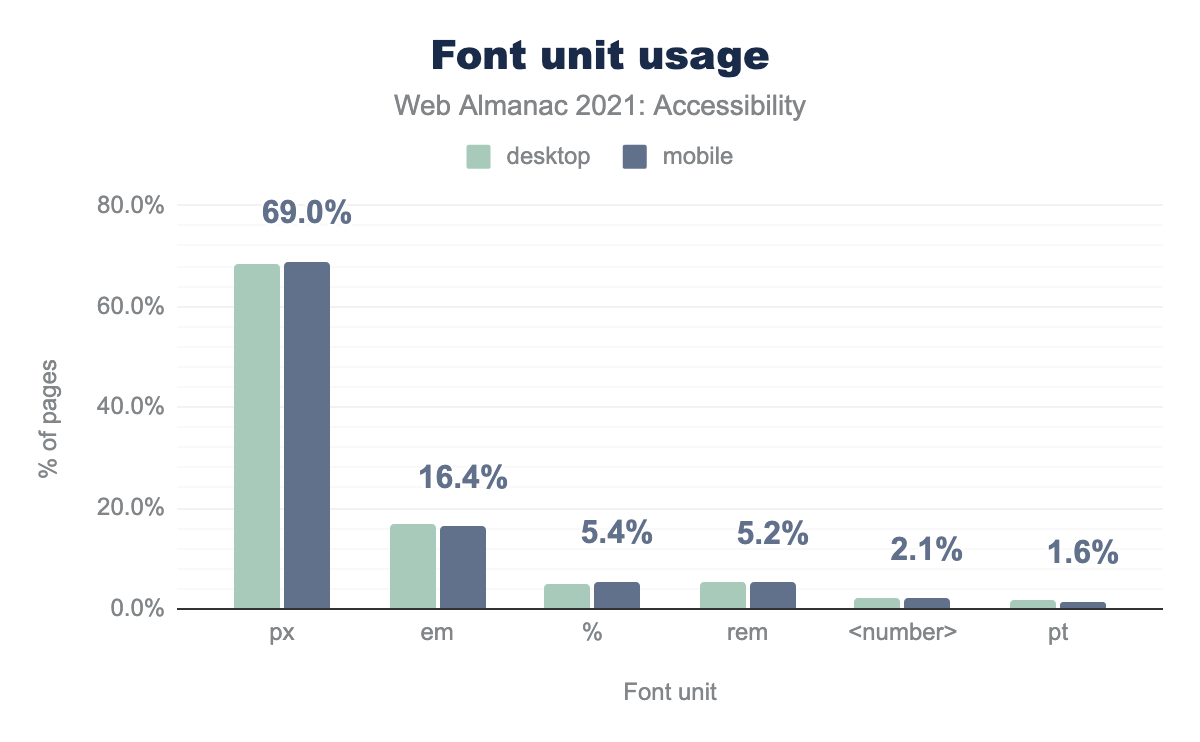 Font unit usage
Web Almanac 2021: Accessibility
desktop mobile
80.0%
69.0%
60.0%
40.0%
% of pages
16.4%
20.0%
5.4% 5.2% 2.1% 1.6%
0.0%
px em % rem <number> pt
Font unit